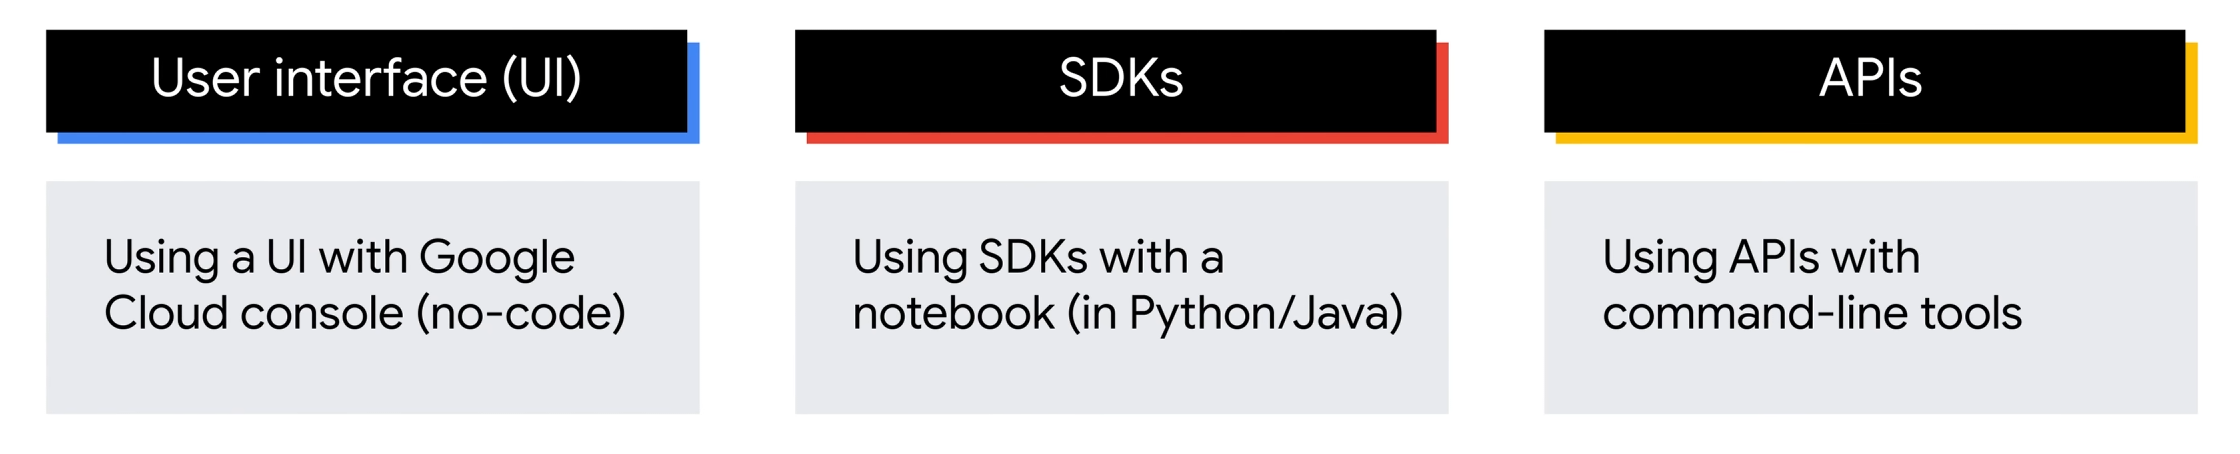 User interface (UI)
Using a UI with Google
Cloud console (no-code)
SDKs
Using SDKs with a
notebook (in Python/Java)
APIs
Using APIs with
command-line tools